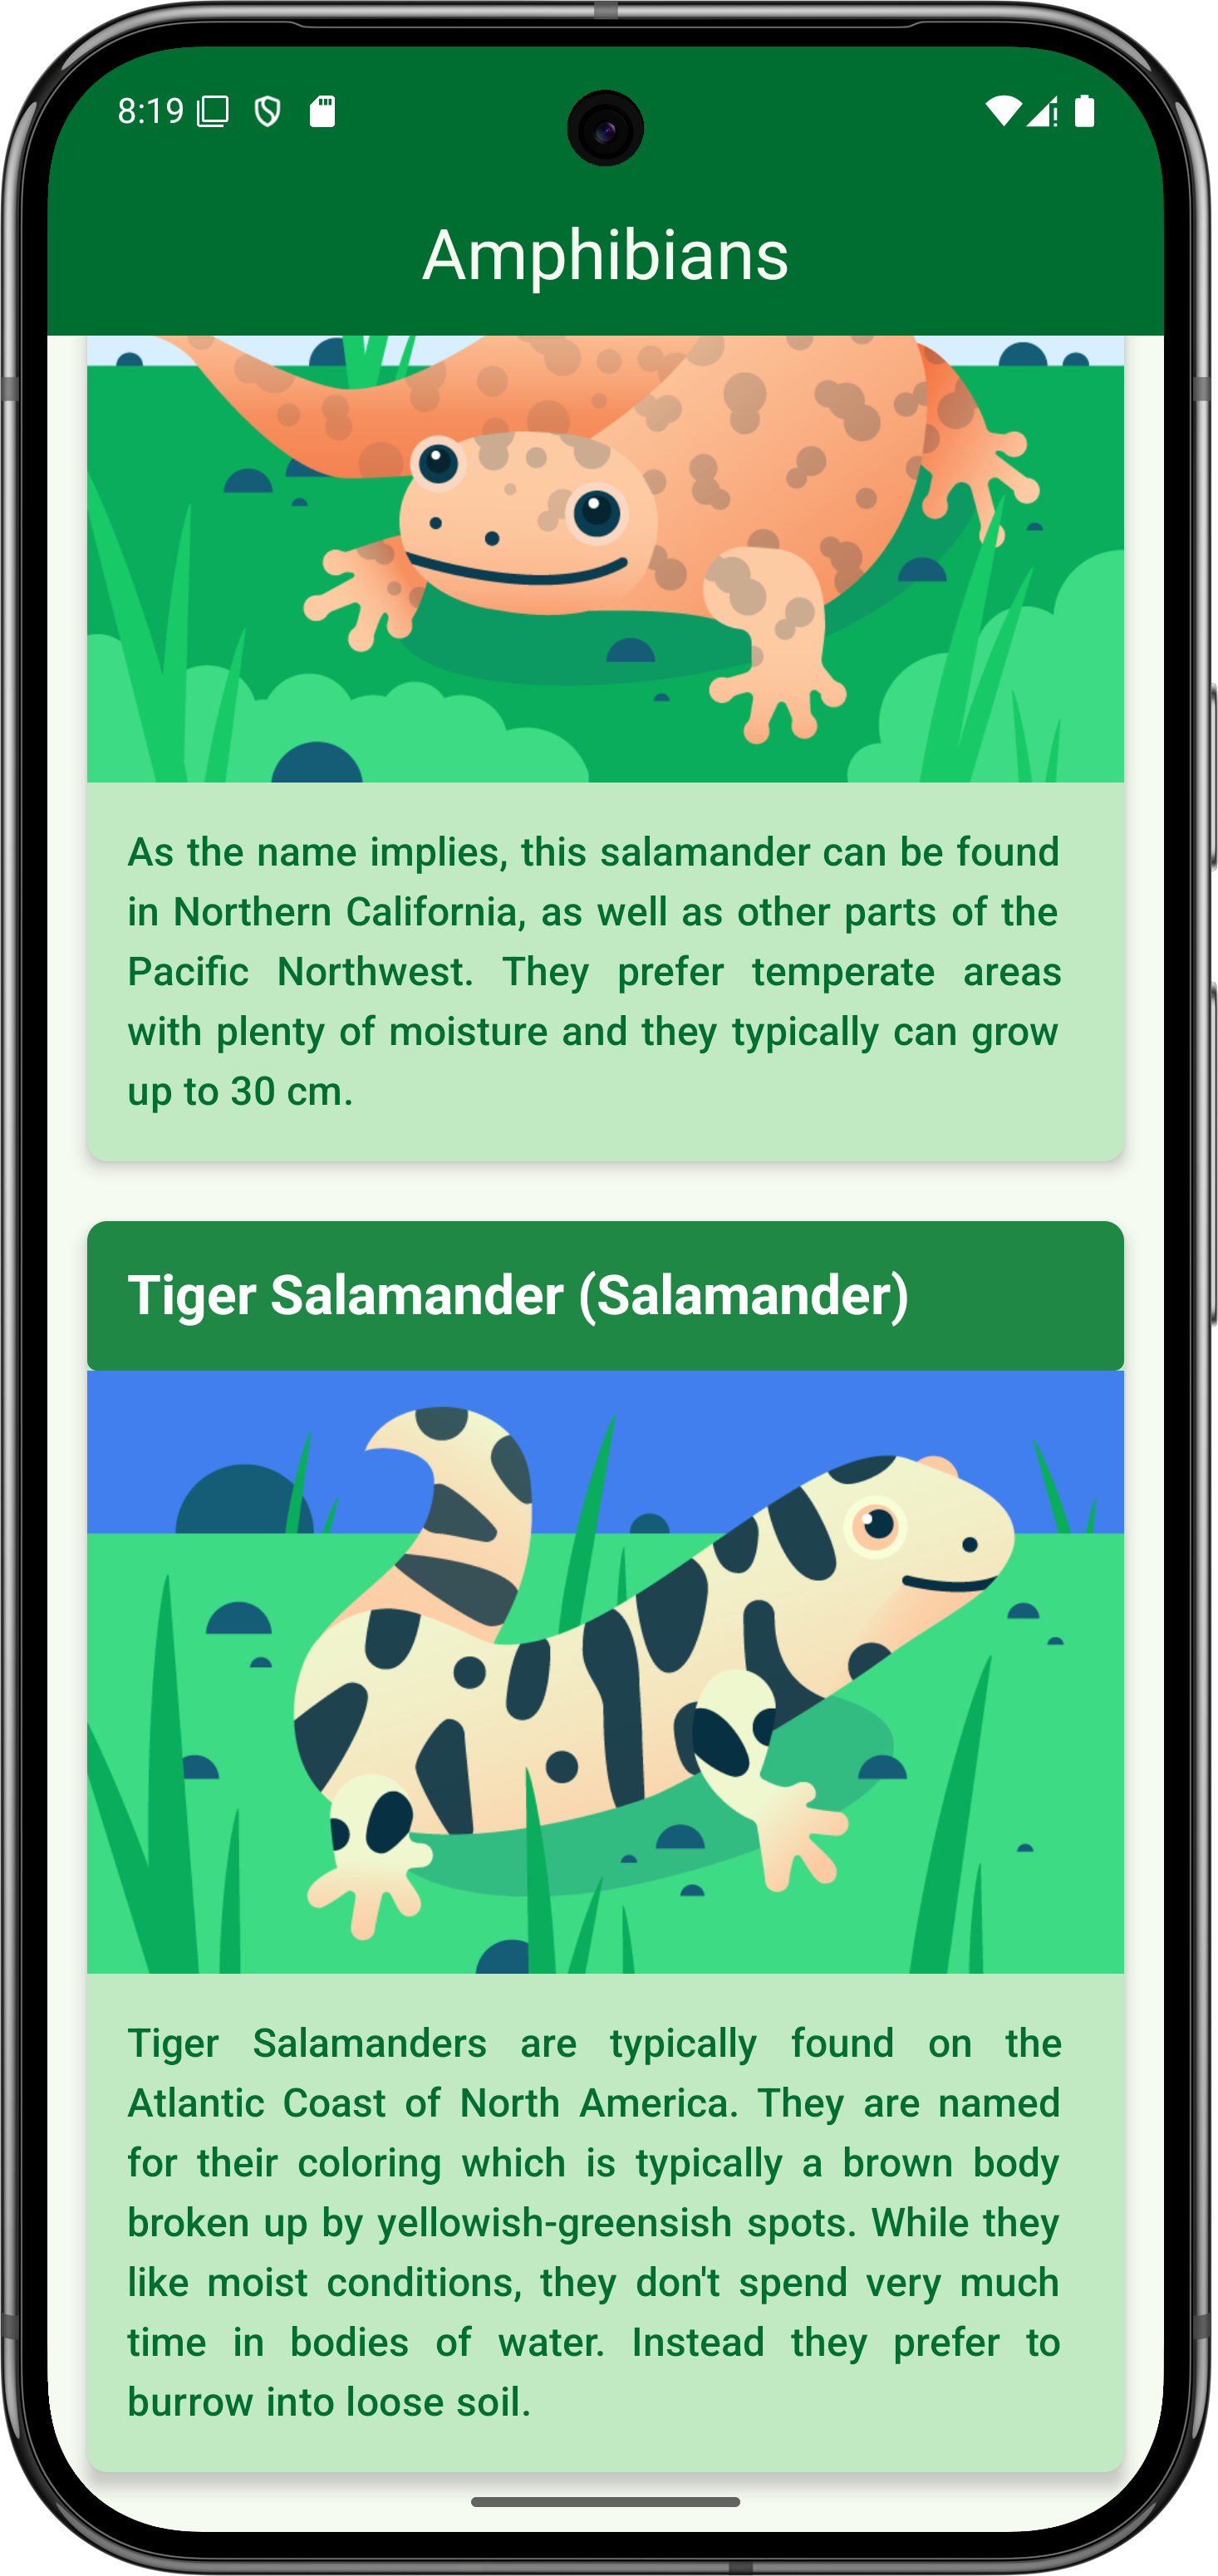 8:19
Amphibians
As the name implies, this salamander can be found
in Northern California, as well as other parts of the
Pacific Northwest. They prefer temperate areas
with plenty of moisture and they typically can grow
up to 30 cm.
Tiger Salamander (Salamander)
Tiger Salamanders are typically found on the
Atlantic Coast of North America. They are named
for their coloring which is typically a brown body
broken up by yellowish-greensish spots. While they
like moist conditions, they don't spend very much
time in bodies of water. Instead they prefer to
burrow into loose soil.